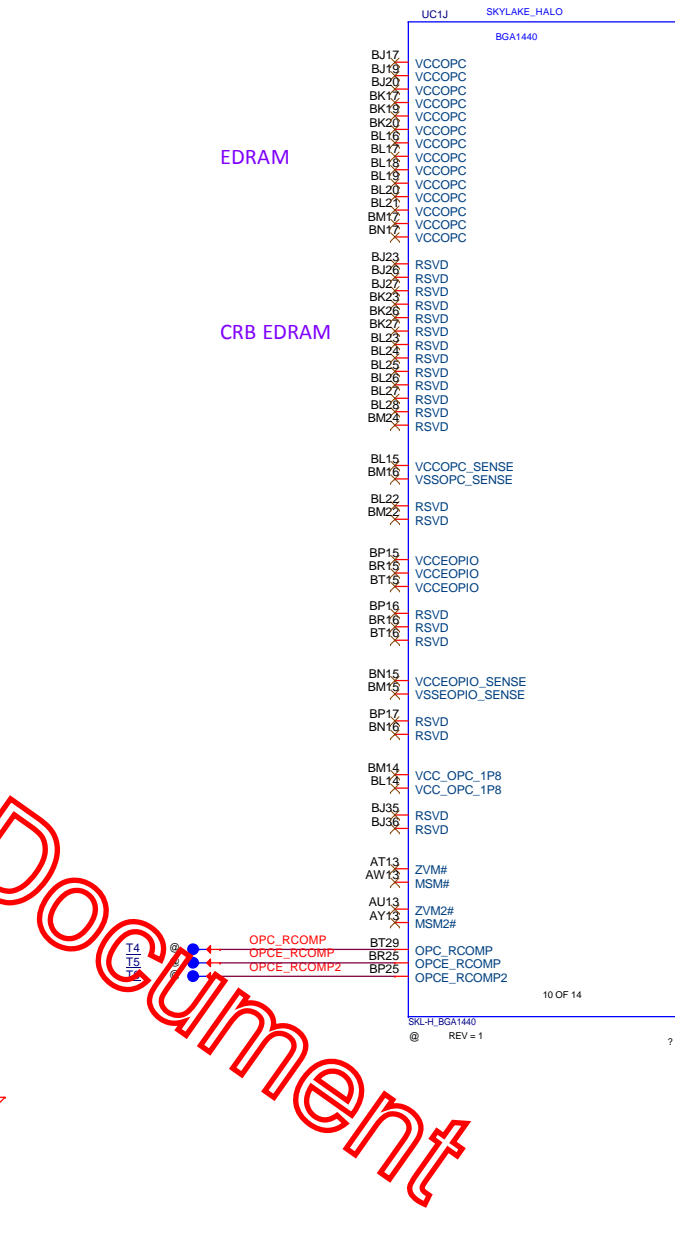 UC1J SKYLAKE_HALO
BGA1440
BJ17 VCCOPC
BJ19 VCCOPC
BJ20 VCCOPC
BK17 VCCOPC
BK19 VCCOPC
BK20 VCCOPC
BL16 VCCOPC
BL17 VCCOPC
EDRAM
BL18 VCCOPC
BL19 VCCOPC
BL20 VCCOPC
BL21 VCCOPC
BM17 VCCOPC
BN17 VCCOPC
BJ23 RSVD
BJ26 RSVD
BJ27 RSVD
BK23 RSVD
BK26 RSVD
BK27 RSVD
CRB EDRAM
BL23 RSVD
BL24 RSVD
BL25 RSVD
BL26 RSVD
BL27 RSVD
BL28 RSVD
BM24 RSVD
BL15 VCCOPC_SENSE
BM16 VSSOPC_SENSE
BL22 RSVD
BM22 RSVD
BP15 VCCEOPIO
BR15 VCCEOPIO
BT15 VCCEOPIO
BP16 RSVD
BR16 RSVD
BT16 RSVD
BN15 VCCEOPIO_SENSE
BM15 VSSEOPIO_SENSE
BP17 RSVD
BN16 RSVD
BM14 VCC_OPC_1P8
BL14 VCC_OPC_1P8
BJ35 RSVD
BJ36 RSVD
AT13 ZVM#
AW13 MSM#
AU13 ZVM2#
AY13 MSM2#
T4 @ OPC_RCOMP BT29 OPC_RCOMP
T5 @ OPCE_RCOMP BR25 OPCE_RCOMP
@ OPCE_RCOMP2 BP25 OPCE_RCOMP2
10 OF 14
SKL-H_BGA1440
@ REV = 1 ?
Document